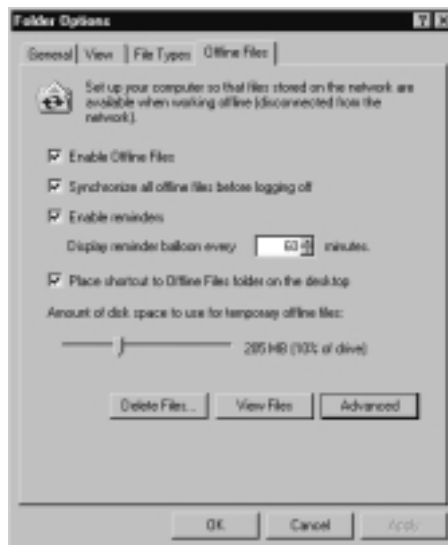 Folder Options
General View File Types Offline Files
Set up your computer so that files stored on the network are
available when working offline (disconnected from the
network).
Enable Offline Files
Synchronize all offline files before logging off
Enable reminders
Display reminder balloon every 60 minutes.
Place shortcut to Offline Files folder on the desktop
Amount of disk space to use for temporary offline files:
205 MB (10% of drive)
Delete Files... View Files Advanced
OK Cancel Apply